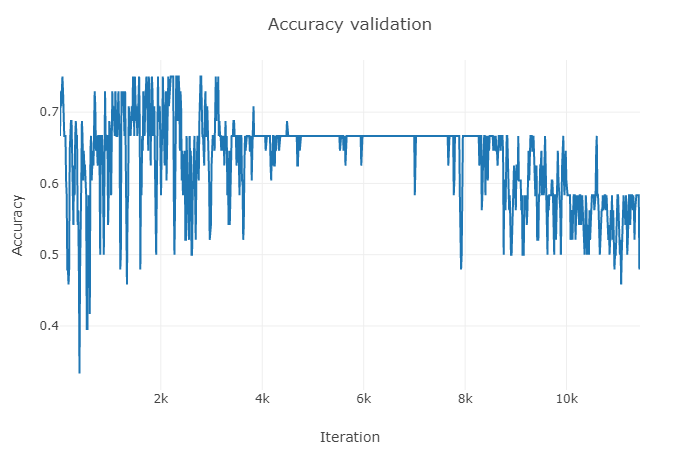 Accuracy validation
0.7
0.6
0.5
0.4
Accuracy
2k
4k
6k
8k
10k
Iteration